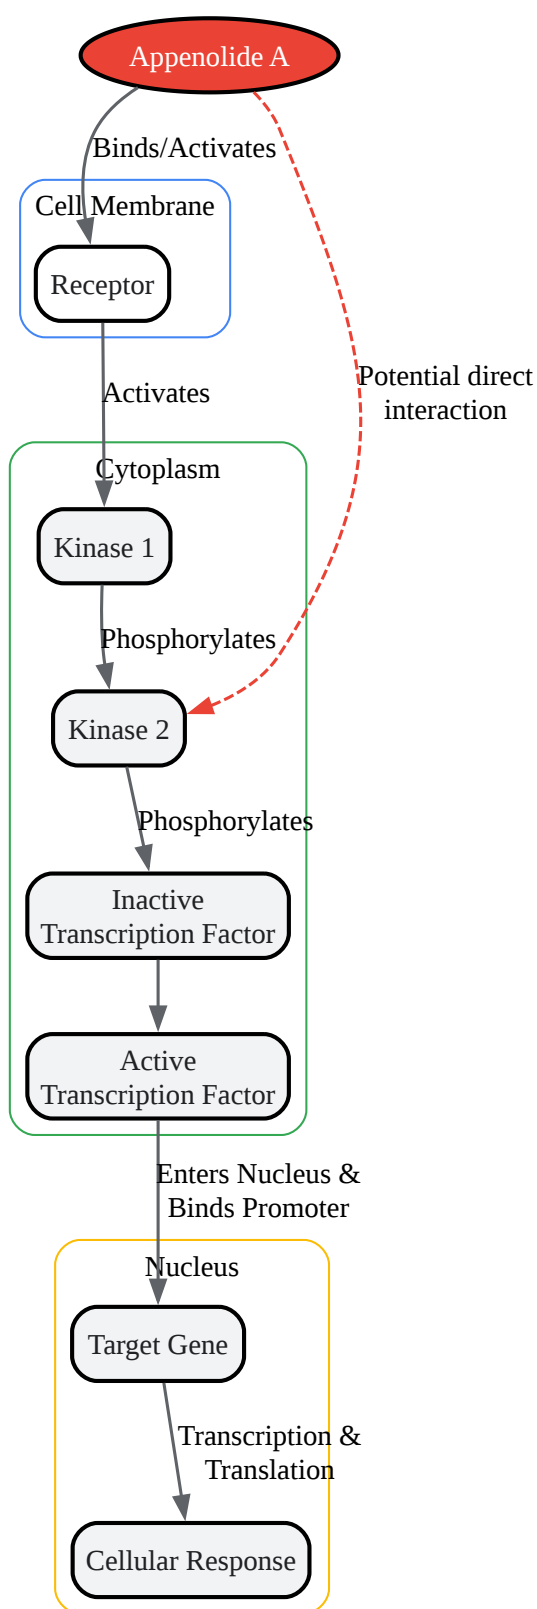 Appenolide A
Binds/Activates
Cell Membrane
Receptor
Activates
Potential direct
interaction
Cytoplasm
Kinase 1
Phosphorylates
Kinase 2
Phosphorylates
Inactive
Transcription Factor
Active
Transcription Factor
Enters Nucleus &
Binds Promoter
Nucleus
Target Gene
Transcription &
Translation
Cellular Response